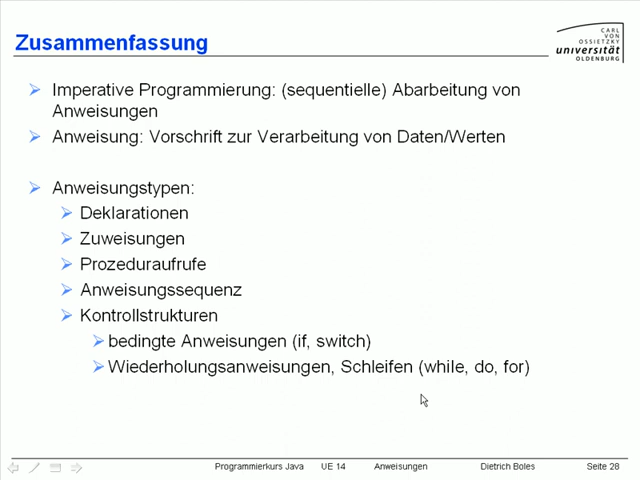 Zusammenfassung
CARL
VON
OSSIETZKY
universität
OLDENBURG
Imperative Programmierung: (sequentielle) Abarbeitung von
Anweisungen
Anweisung: Vorschrift zur Verarbeitung von Daten/Werten
Anweisungstypen:
Deklarationen
Zuweisungen
Prozeduraufrufe
Anweisungssequenz
Kontrollstrukturen
bedingte Anweisungen (if, switch)
Wiederholungsanweisungen, Schleifen (while, do, for)
Programmierkurs Java UE 14 Anweisungen Dietrich Boles Seite 28